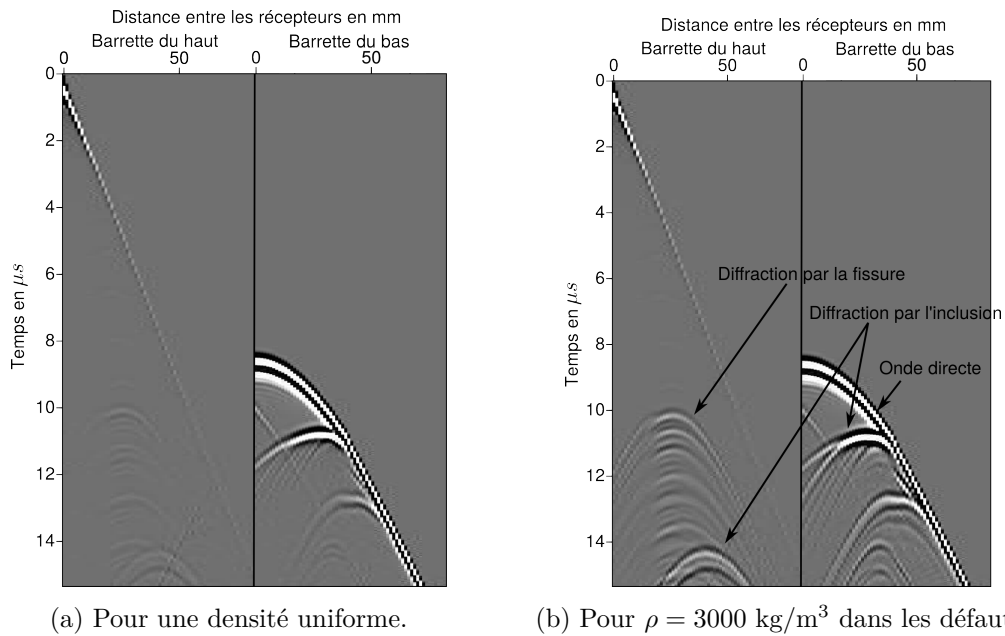 Distance entre les récepteurs en mm
Barrette du haut Barrette du bas
0 50 0 50
0
2
4
6
8
10
12
14
Temps en μs
(a) Pour une densité uniforme.
Distance entre les récepteurs en mm
Barrette du haut Barrette du bas
0 50 0 50
0
2
4
6
8
10
12
14
Temps en μs
Diffraction par la fissure
Diffraction par l'inclusion
Onde directe
(b) Pour ρ = 3000 kg/m³ dans les défau